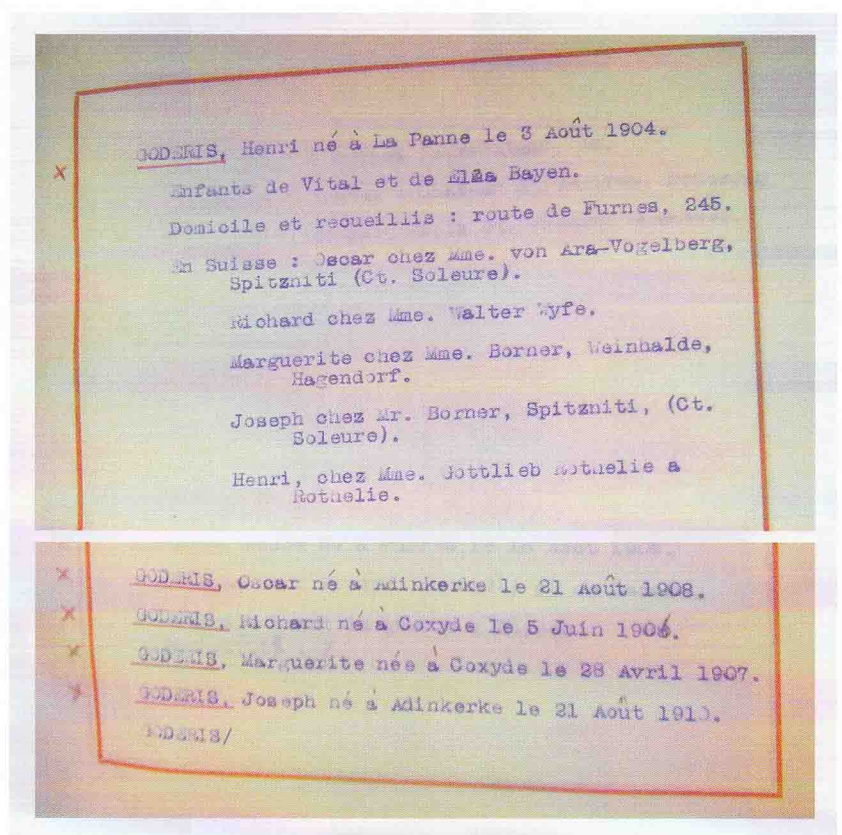 GODERIS, Henri né à La Panne le 3 Août 1904.
x
Enfants de Vital et de Elza Bayen.
Domicile et recueillis : route de Furnes, 245.
En Suisse : Oscar chez Mme. von Ara-Vogelberg,
Spitzniti (Ct. Soleure).
Richard chez Mme. Walter Wyfe.
Marguerite chez Mme. Borner, Weinhalde,
Hagendorf.
Joseph chez Mr. Borner, Spitzniti, (Ct.
Soleure).
Henri, chez Mme. Gottlieb Rothelie a
Rothelie.
x GODERIS, Oscar né à Adinkerke le 21 Août 1908.
x GODERIS, Richard né à Coxyde le 5 Juin 1906.
x GODERIS, Marguerite née à Coxyde le 28 Avril 1907.
x GODERIS, Joseph né à Adinkerke le 21 Août 1910.
GODERIS/